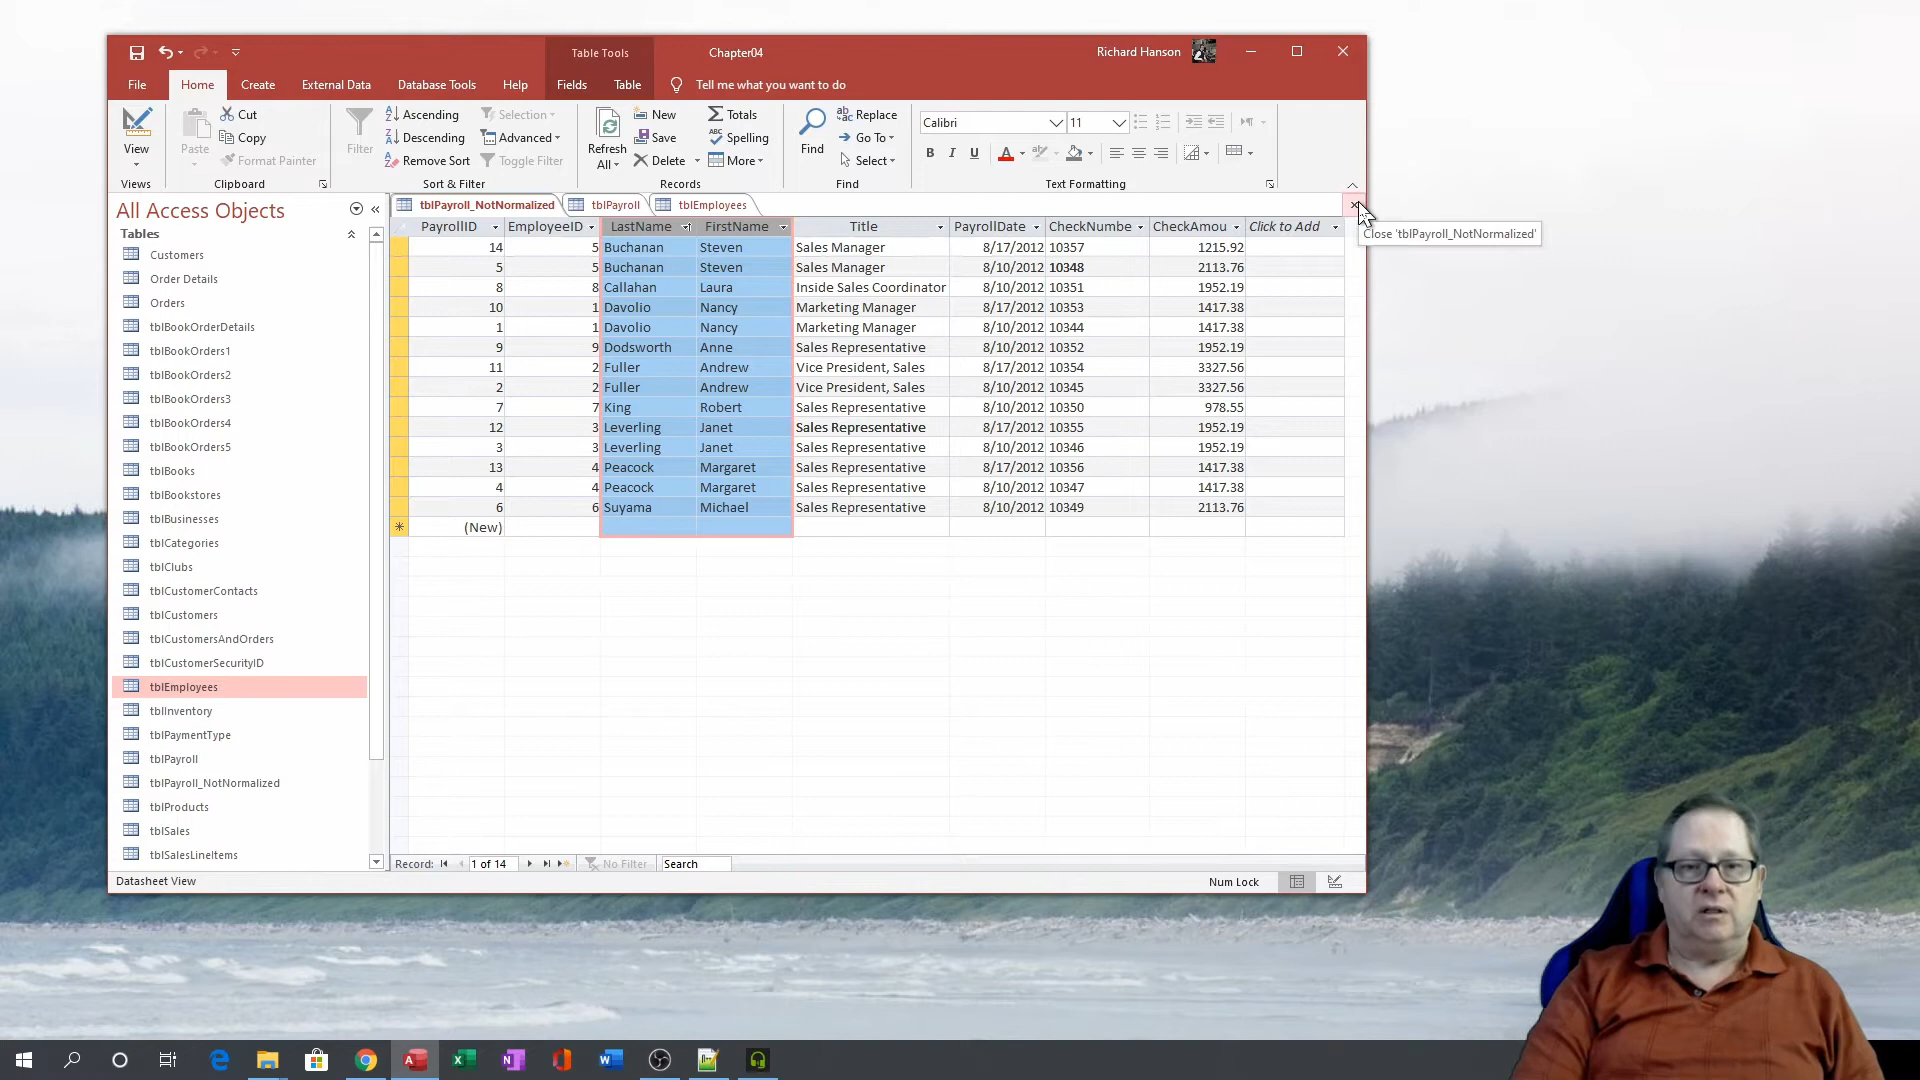 Table Tools
Chapter04
Richard Hanson
File
Home
Create
External Data
Database Tools
Help
Fields
Table
Tell me what you want to do
View
Views
Paste
Cut
Copy
Format Painter
Clipboard
Filter
Ascending
Descending
Remove Sort
Selection
Advanced
Toggle Filter
Sort & Filter
Refresh
All
New
Save
Delete
Totals
Spelling
More
Records
Find
Replace
Go To
Select
Find
Calibri
11
B I U
Text Formatting
All Access Objects
Tables
Customers
Order Details
Orders
tblBookOrderDetails
tblBookOrders1
tblBookOrders2
tblBookOrders3
tblBookOrders4
tblBookOrders5
tblBooks
tblBookstores
tblBusinesses
tblCategories
tblClubs
tblCustomerContacts
tblCustomers
tblCustomersAndOrders
tblCustomerSecurityID
tblEmployees
tblInventory
tblPaymentType
tblPayroll
tblPayroll_NotNormalized
tblProducts
tblSales
tblSalesLineItems
tblPayroll_NotNormalized
tblPayroll
tblEmployees
Close 'tblPayroll_NotNormalized'
PayrollID EmployeeID LastName FirstName Title PayrollDate CheckNumbe CheckAmou Click to Add
14 5 Buchanan Steven Sales Manager 8/17/2012 10357 1215.92
5 5 Buchanan Steven Sales Manager 8/10/2012 10348 2113.76
8 8 Callahan Laura Inside Sales Coordinator 8/10/2012 10351 1952.19
10 1 Davolio Nancy Marketing Manager 8/17/2012 10353 1417.38
1 1 Davolio Nancy Marketing Manager 8/10/2012 10344 1417.38
9 9 Dodsworth Anne Sales Representative 8/10/2012 10352 1952.19
11 2 Fuller Andrew Vice President, Sales 8/17/2012 10354 3327.56
2 2 Fuller Andrew Vice President, Sales 8/10/2012 10345 3327.56
7 7 King Robert Sales Representative 8/10/2012 10350 978.55
12 3 Leverling Janet Sales Representative 8/17/2012 10355 1952.19
3 3 Leverling Janet Sales Representative 8/10/2012 10346 1952.19
13 4 Peacock Margaret Sales Representative 8/17/2012 10356 1417.38
4 4 Peacock Margaret Sales Representative 8/10/2012 10347 1417.38
6 6 Suyama Michael Sales Representative 8/10/2012 10349 2113.76
(New)
Record: 1 of 14 No Filter Search
Datasheet View
Num Lock